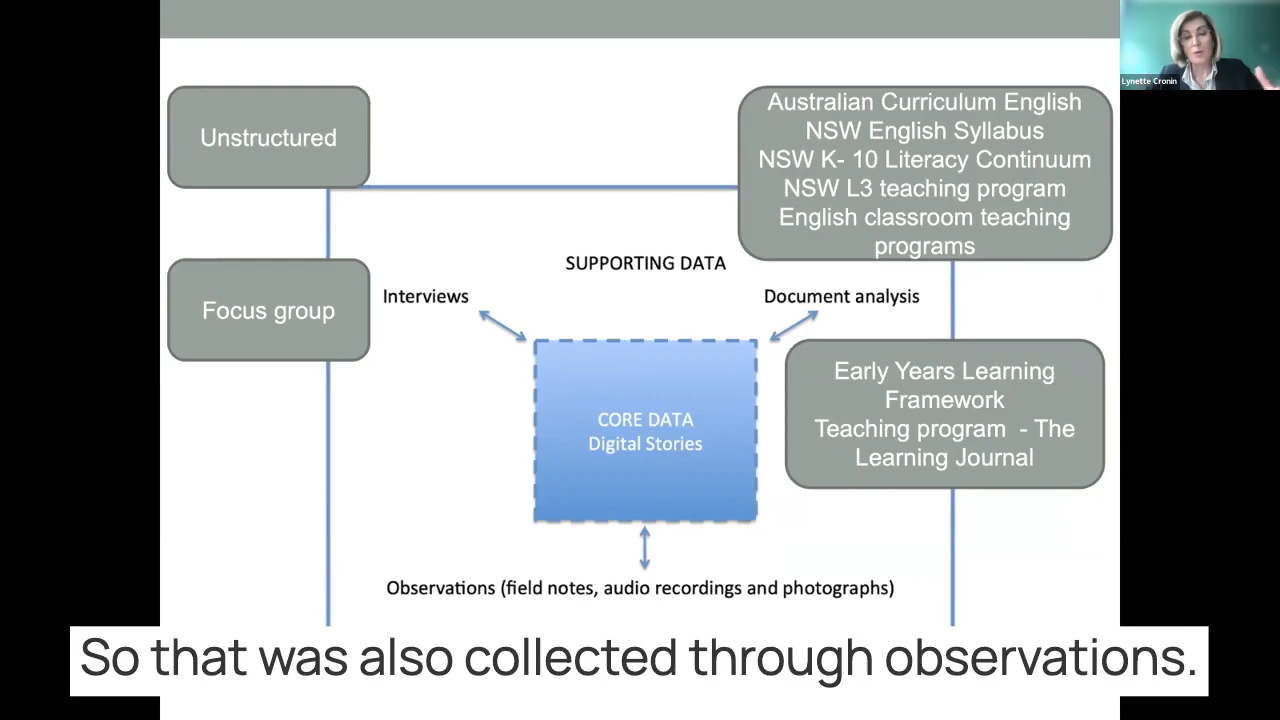 Lynette Cronin
Unstructured
Australian Curriculum English
NSW English Syllabus
NSW K- 10 Literacy Continuum
NSW L3 teaching program
English classroom teaching
programs
SUPPORTING DATA
Focus group
Interviews
Document analysis
CORE DATA
Digital Stories
Early Years Learning
Framework
Teaching program - The
Learning Journal
Observations (field notes, audio recordings and photographs)
So that was also collected through observations.